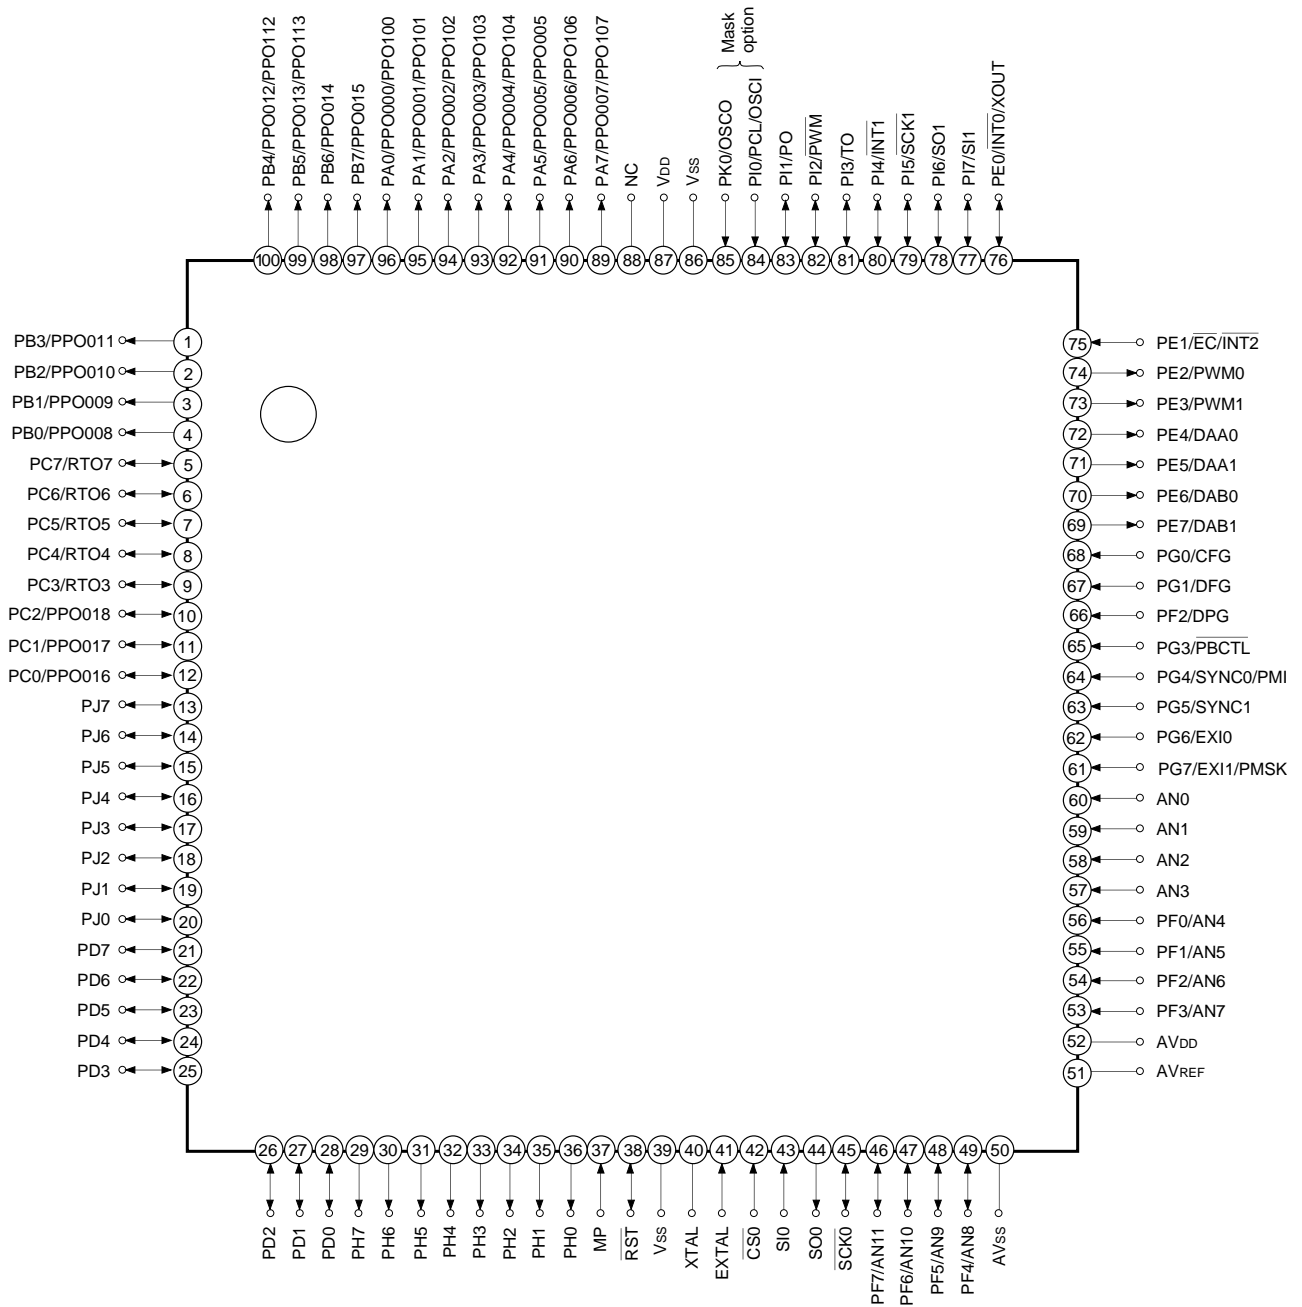 Mask
option
PB4/PPO012/PPO112
PB5/PPO013/PPO113
PB6/PPO014
PB7/PPO015
PA0/PPO000/PPO100
PA1/PPO001/PPO101
PA2/PPO002/PPO102
PA3/PPO003/PPO103
PA4/PPO004/PPO104
PA5/PPO005/PPO005
PA6/PPO006/PPO106
PA7/PPO007/PPO107
NC
VDD
VSS
PK0/OSCO
PI0/PCL/OSCI
PI1/PO
PI2/PWM
PI3/TO
PI4/INT1
PI5/SCK1
PI6/SO1
PI7/SI1
PE0/INT0/XOUT
100 99 98 97 96 95 94 93 92 91 90 89 88 87 86 85 84 83 82 81 80 79 78 77 76
PB3/PPO011 1
PB2/PPO010 2
PB1/PPO009 3
PB0/PPO008 4
PC7/RTO7 5
PC6/RTO6 6
PC5/RTO5 7
PC4/RTO4 8
PC3/RTO3 9
PC2/PPO018 10
PC1/PPO017 11
PC0/PPO016 12
PJ7 13
PJ6 14
PJ5 15
PJ4 16
PJ3 17
PJ2 18
PJ1 19
PJ0 20
PD7 21
PD6 22
PD5 23
PD4 24
PD3 25
75 PE1/EC/INT2
74 PE2/PWM0
73 PE3/PWM1
72 PE4/DAA0
71 PE5/DAA1
70 PE6/DAB0
69 PE7/DAB1
68 PG0/CFG
67 PG1/DFG
66 PF2/DPG
65 PG3/PBCTL
64 PG4/SYNC0/PMI
63 PG5/SYNC1
62 PG6/EXI0
61 PG7/EXI1/PMSK
60 AN0
59 AN1
58 AN2
57 AN3
56 PF0/AN4
55 PF1/AN5
54 PF2/AN6
53 PF3/AN7
52 AVDD
51 AVREF
26 27 28 29 30 31 32 33 34 35 36 37 38 39 40 41 42 43 44 45 46 47 48 49 50
PD2
PD1
PD0
PH7
PH6
PH5
PH4
PH3
PH2
PH1
PH0
MP
RST
VSS
XTAL
EXTAL
CS0
SI0
SO0
SCK0
PF7/AN11
PF6/AN10
PF5/AN9
PF4/AN8
AVSS